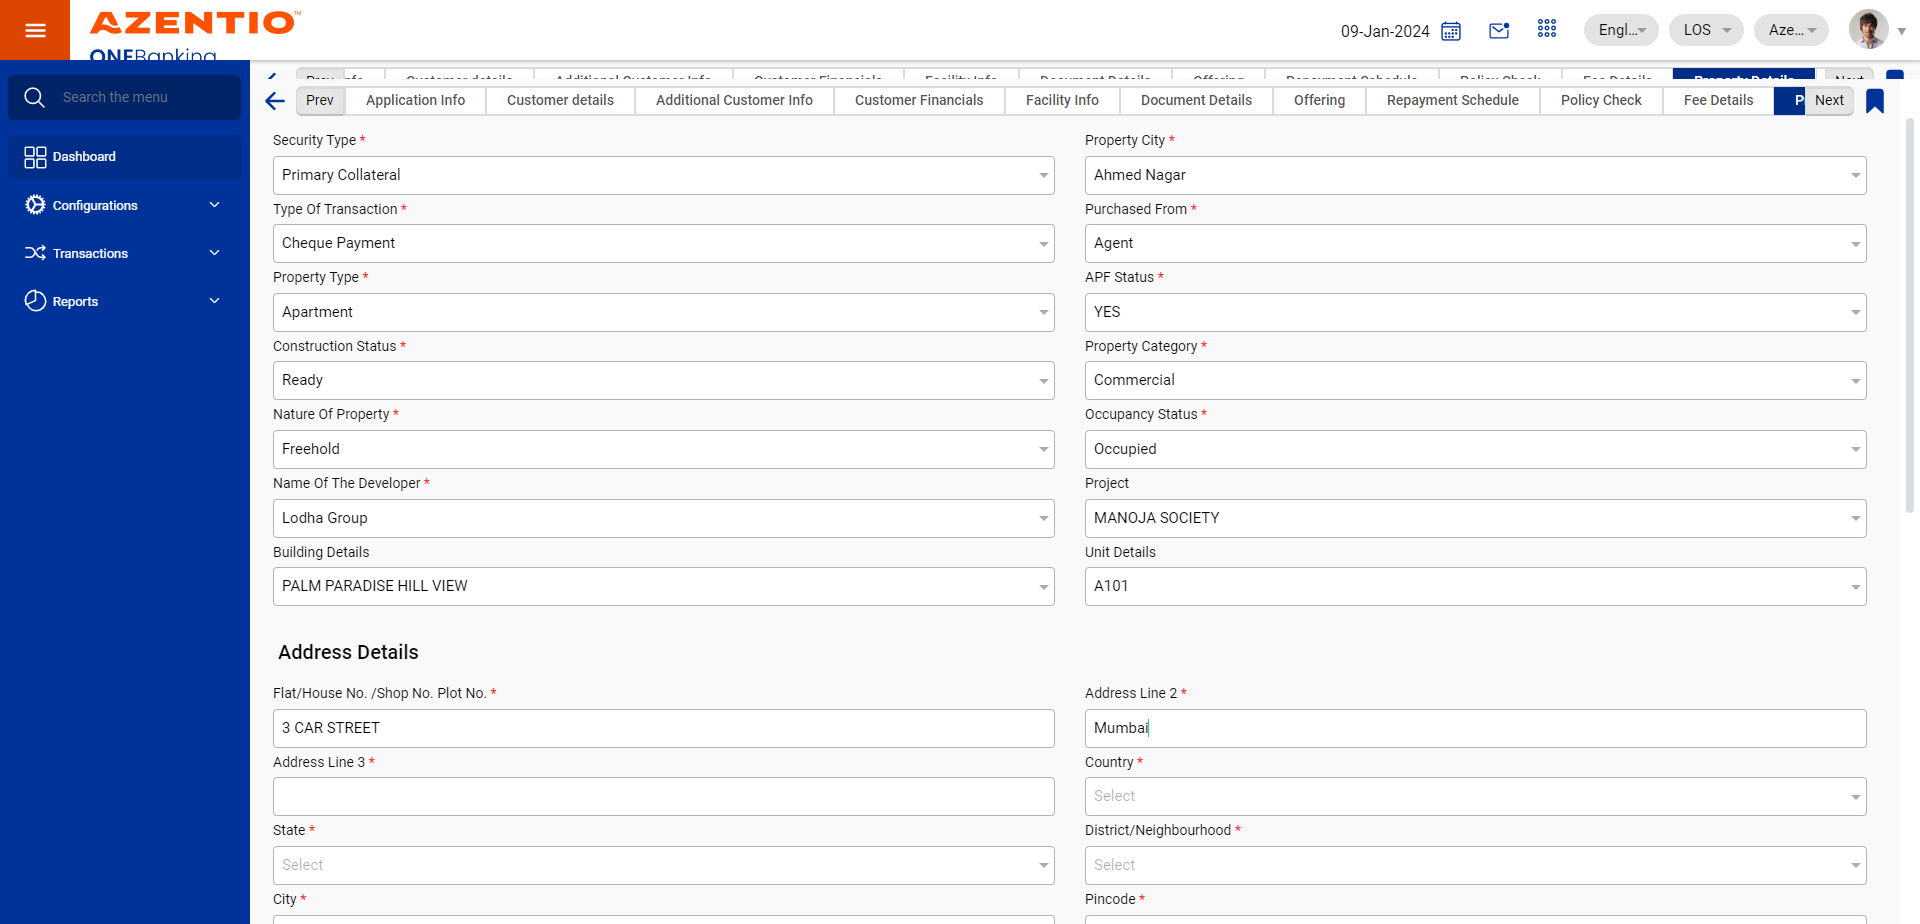 AZENTIO™
ONEBanking
09-Jan-2024
Engl...
LOS
Aze...
Search the menu
Dashboard
Configurations
Transactions
Reports
Prev
Application Info
Customer details
Additional Customer Info
Customer Financials
Facility Info
Document Details
Offering
Repayment Schedule
Policy Check
Fee Details
Property Details
P
Next
Security Type *
Primary Collateral
Property City *
Ahmed Nagar
Type Of Transaction *
Cheque Payment
Purchased From *
Agent
Property Type *
Apartment
APF Status *
YES
Construction Status *
Ready
Property Category *
Commercial
Nature Of Property *
Freehold
Occupancy Status *
Occupied
Name Of The Developer *
Lodha Group
Project
MANOJA SOCIETY
Building Details
PALM PARADISE HILL VIEW
Unit Details
A101
Address Details
Flat/House No. /Shop No. Plot No. *
3 CAR STREET
Address Line 2 *
Mumbai
Address Line 3 *
Country *
Select
State *
Select
District/Neighbourhood *
Select
City *
Pincode *